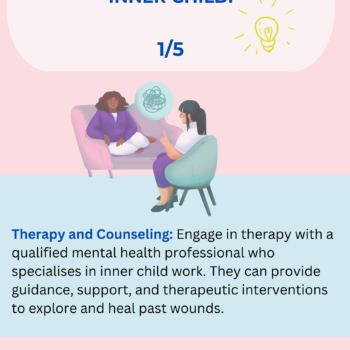 INNER CHILD.
1/5
Therapy and Counseling: Engage in therapy with a
qualified mental health professional who
specialises in inner child work. They can provide
guidance, support, and therapeutic interventions
to explore and heal past wounds.